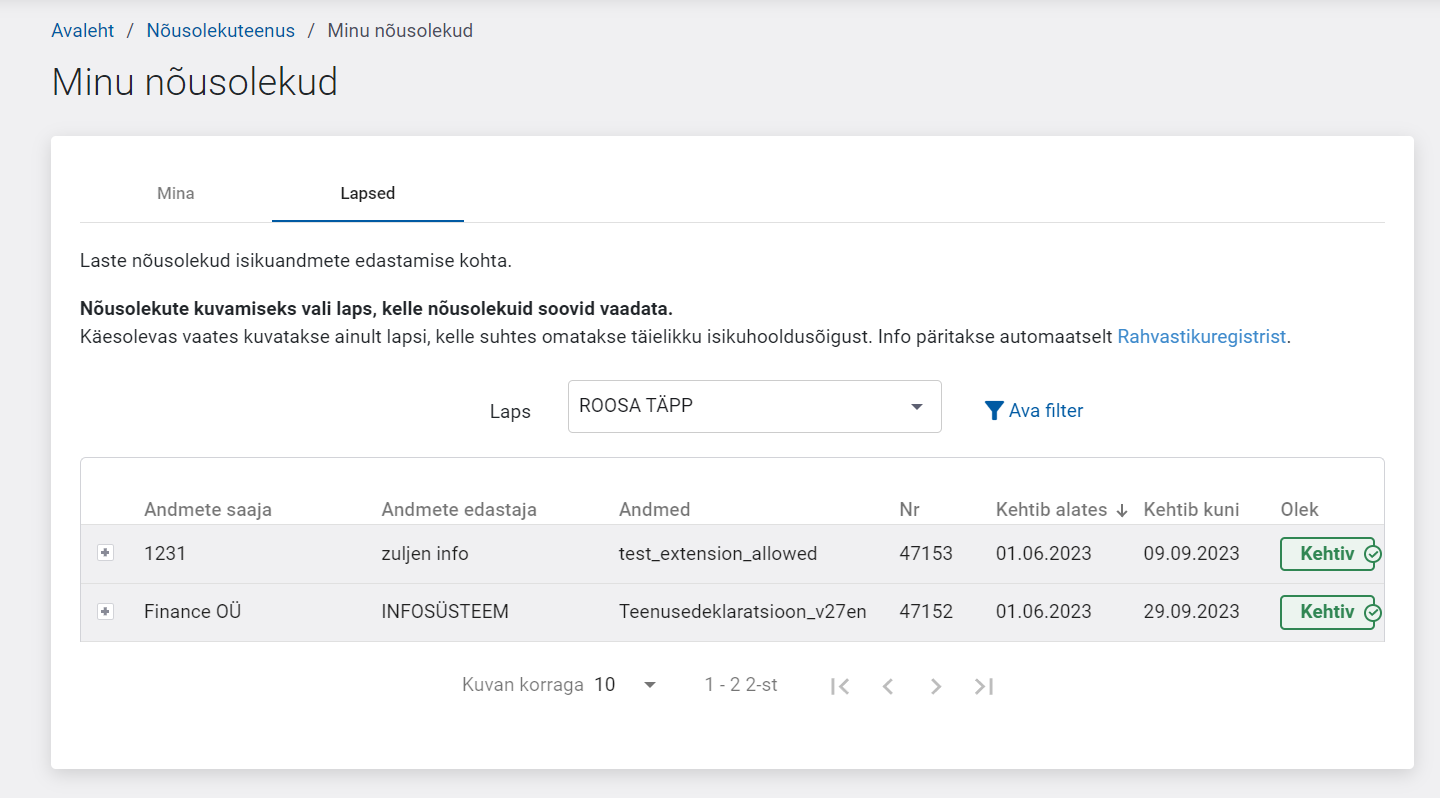 Avaleht / Nõusolekuteenus / Minu nõusolekud
Minu nõusolekud
Mina Lapsed
Laste nõusolekud isikuandmete edastamise kohta.
Nõusolekute kuvamiseks vali laps, kelle nõusolekuid soovid vaadata.
Käesolevas vaates kuvatakse ainult lapsi, kelle suhtes omatakse täielikku isikuhooldusõigust. Info päritakse automaatselt Rahvastikuregistrist.
Laps ROOSA TÄPP Ava filter
Andmete saaja Andmete edastaja Andmed Nr Kehtib alates Kehtib kuni Olek
1231 zuljen info test_extension_allowed 47153 01.06.2023 09.09.2023 Kehtiv
Finance OÜ INFOSÜSTEEM Teenusedeklaratsioon_v27en 47152 01.06.2023 29.09.2023 Kehtiv
Kuvan korraga 10 1 - 2 2-st